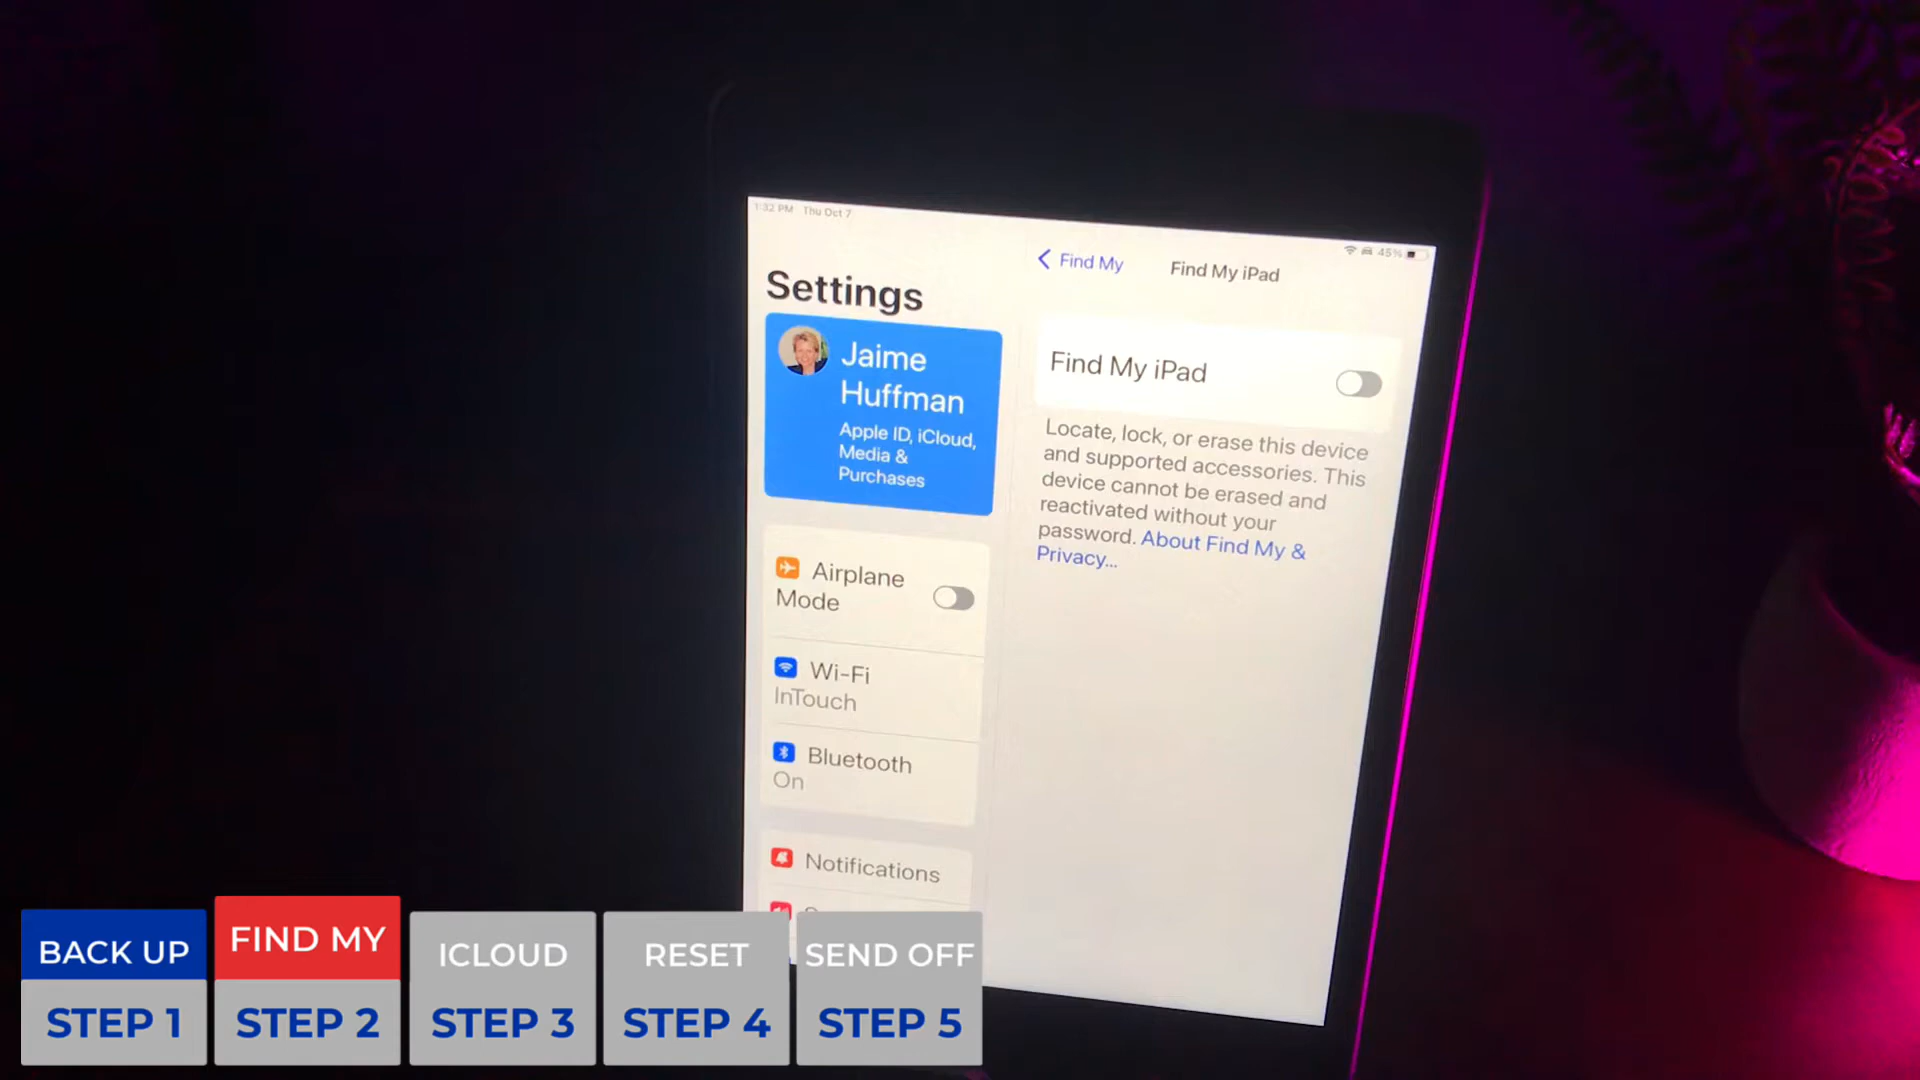 1:32 PM Thu Oct 7
45%
Find My
Find My iPad
Settings
Jaime
Huffman
Apple ID, iCloud,
Media &
Purchases
Find My iPad
Locate, lock, or erase this device
and supported accessories. This
device cannot be erased and
reactivated without your
password. About Find My &
Privacy...
Airplane
Mode
Wi-Fi
InTouch
Bluetooth
On
Notifications
BACK UP
STEP 1
FIND MY
STEP 2
ICLOUD
STEP 3
RESET
STEP 4
SEND OFF
STEP 5